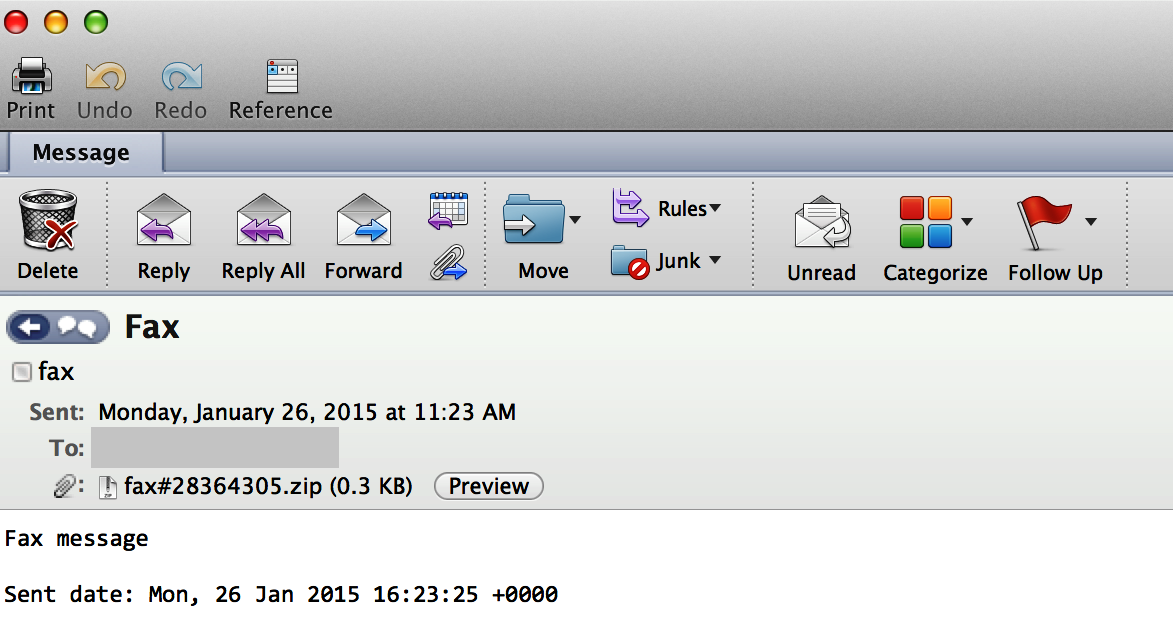 Print Undo Redo Reference
Message
Delete Reply Reply All Forward Move Rules Junk Unread Categorize Follow Up
Fax
fax
Sent: Monday, January 26, 2015 at 11:23 AM
To:
: ZIP fax#28364305.zip (0.3 KB) Preview
Fax message
Sent date: Mon, 26 Jan 2015 16:23:25 +0000